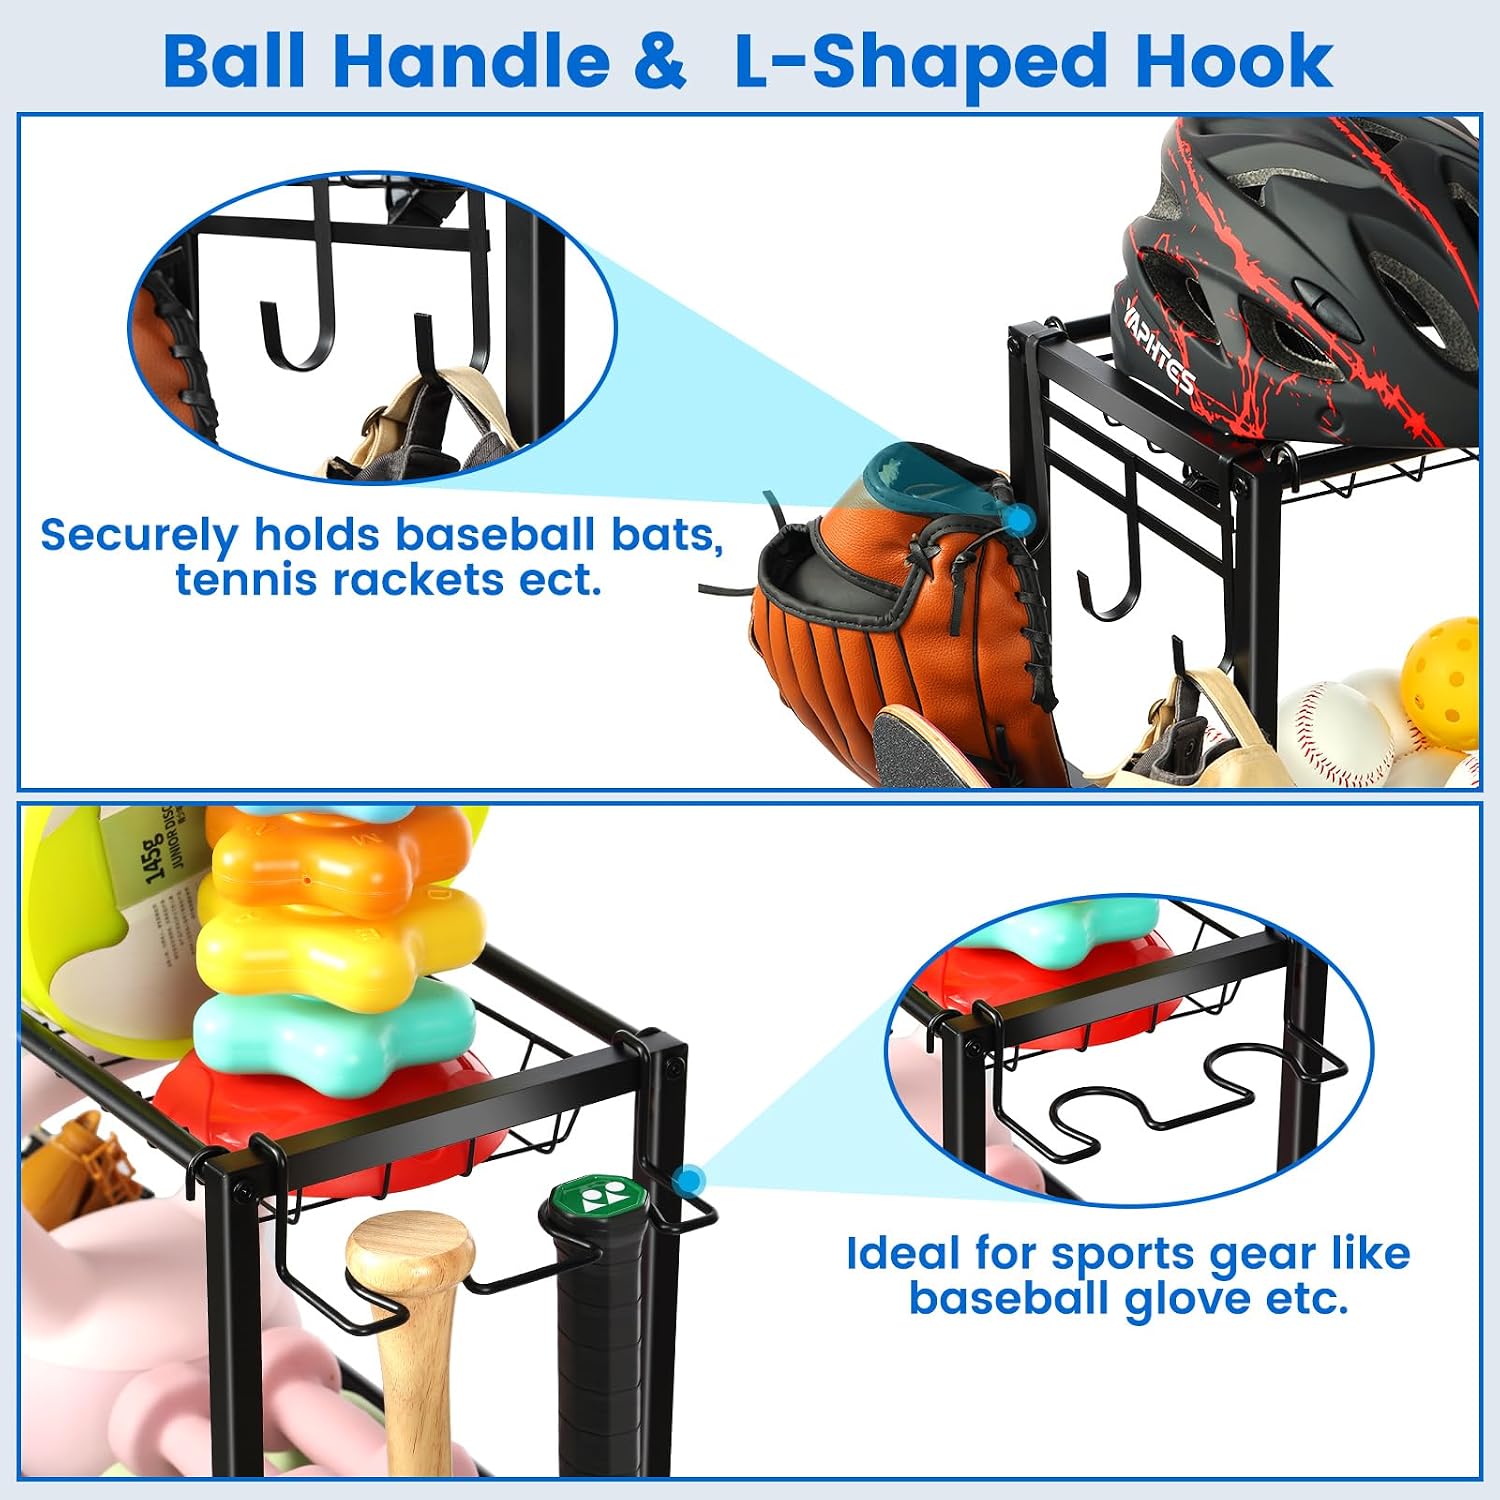 Ball Handle & L-Shaped Hook
YAPHTES
Securely holds baseball bats,
tennis rackets ect.
145g
JUNIOR DISC
Ideal for sports gear like
baseball glove etc.